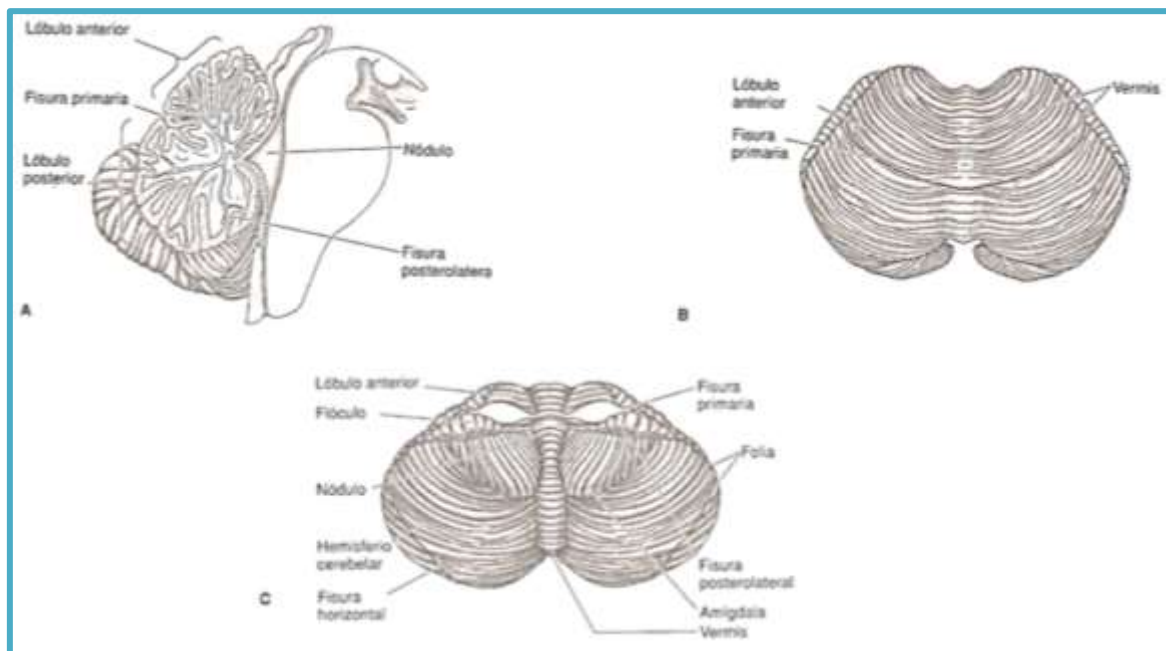 Lóbulo anterior
Fisura primaria
Lóbulo
posterior
Nódulo
Fisura
posterolatera
A
Lóbulo
anterior
Fisura
primaria
Vermis
B
Lóbulo anterior
Flóculo
Nódulo
Hemisferio
cerebelar
Fisura
horizontal
Fisura
primaria
Folia
Fisura
posterolateral
Amígdala
Vermis
C